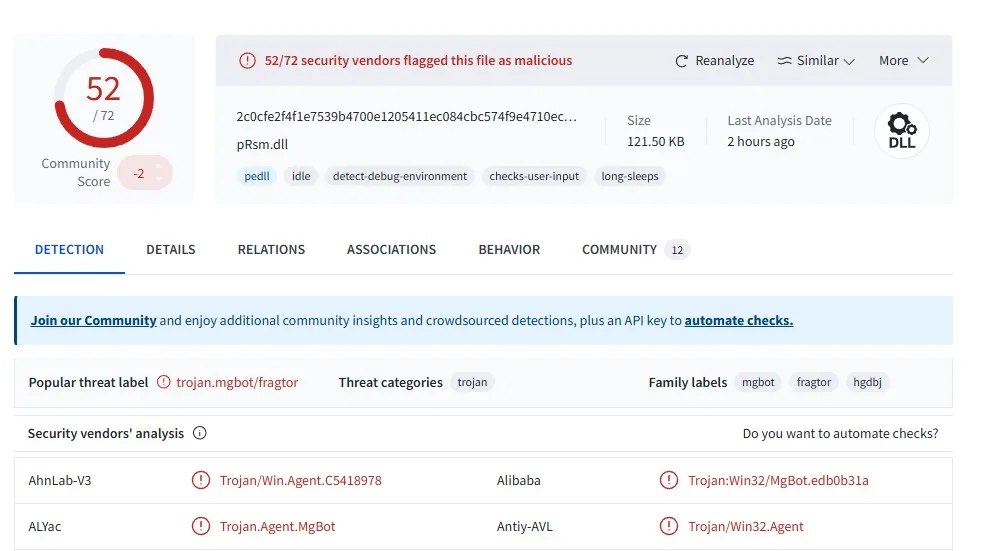 52
/ 72
Community
Score
-2
52/72 security vendors flagged this file as malicious
Reanalyze
Similar
More
2c0cfe2f4f1e7539b4700e1205411ec084cbc574f9e4710ec…
pRsm.dll
Size
121.50 KB
Last Analysis Date
2 hours ago
DLL
pedll
idle
detect-debug-environment
checks-user-input
long-sleeps
DETECTION
DETAILS
RELATIONS
ASSOCIATIONS
BEHAVIOR
COMMUNITY 12
Join our Community and enjoy additional community insights and crowdsourced detections, plus an API key to automate checks.
Popular threat label trojan.mgbot/fragtor
Threat categories trojan
Family labels mgbot fragtor hgdbj
Security vendors' analysis
Do you want to automate checks?
AhnLab-V3 Trojan/Win.Agent.C5418978
Alibaba Trojan:Win32/MgBot.edb0b31a
ALYac Trojan.Agent.MgBot
Antiy-AVL Trojan/Win32.Agent